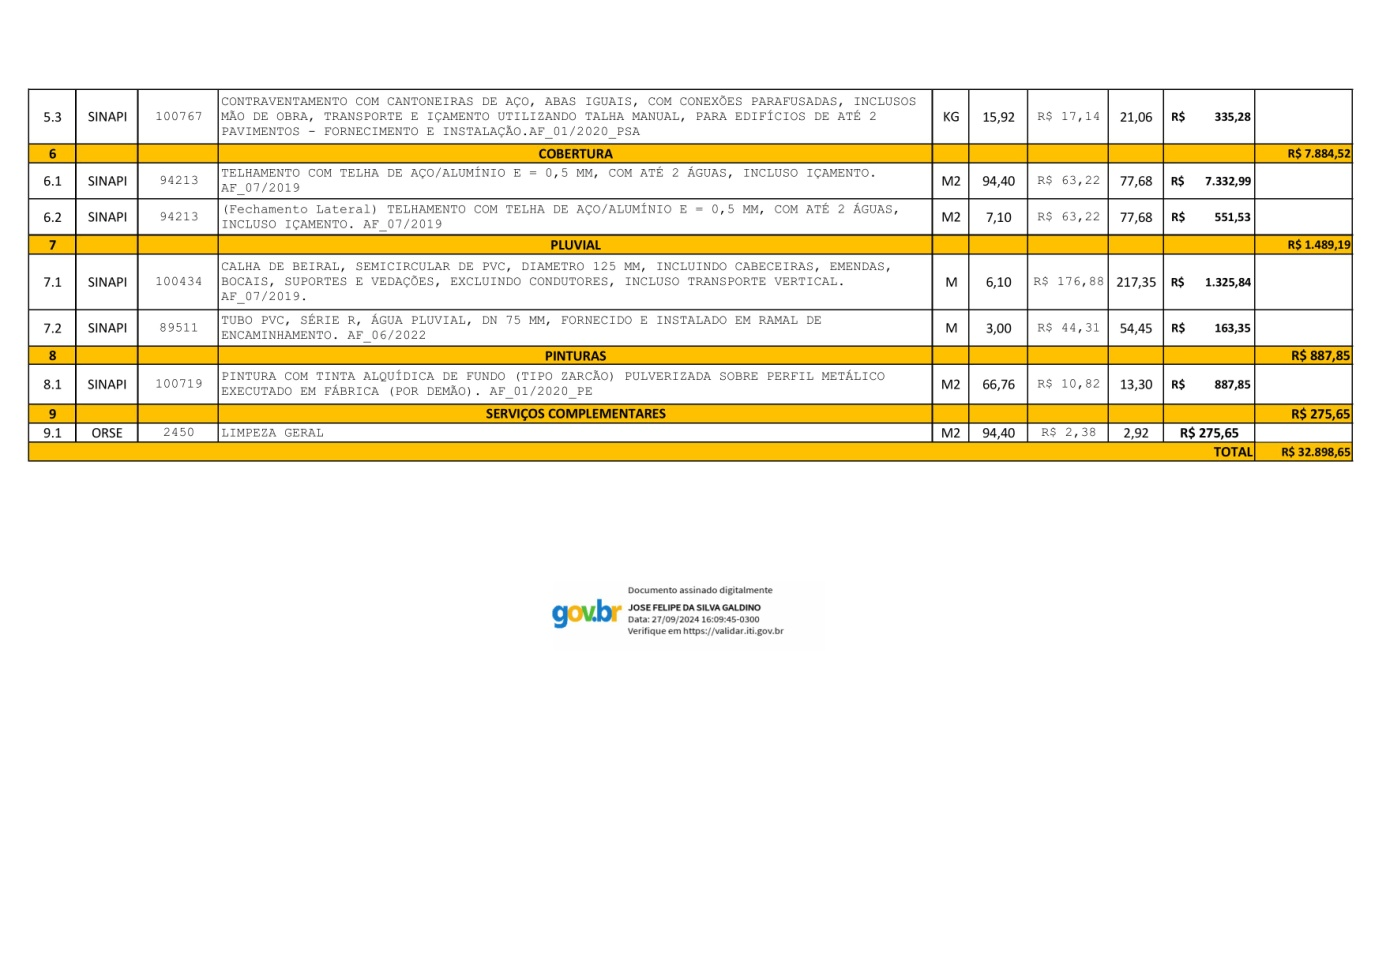 CONTRAVENTAMENTO COM CANTONEIRAS DE AÇO, ABAS IGUAIS, COM CONEXÕES PARAFUSADAS, INCLUSOS
5.3 SINAPI 100767 MÃO DE OBRA, TRANSPORTE E IÇAMENTO UTILIZANDO TALHA MANUAL, PARA EDIFÍCIOS DE ATÉ 2 KG 15,92 R$ 17,14 21,06 R$ 335,28
PAVIMENTOS - FORNECIMENTO E INSTALAÇÃO.AF_01/2020_PSA
6 COBERTURA R$ 7.884,52
6.1 SINAPI 94213 TELHAMENTO COM TELHA DE AÇO/ALUMÍNIO E = 0,5 MM, COM ATÉ 2 ÁGUAS, INCLUSO IÇAMENTO. M2 94,40 R$ 63,22 77,68 R$ 7.332,99
AF_07/2019
6.2 SINAPI 94213 (Fechamento Lateral) TELHAMENTO COM TELHA DE AÇO/ALUMÍNIO E = 0,5 MM, COM ATÉ 2 ÁGUAS, M2 7,10 R$ 63,22 77,68 R$ 551,53
INCLUSO IÇAMENTO. AF_07/2019
7 PLUVIAL R$ 1.489,19
CALHA DE BEIRAL, SEMICIRCULAR DE PVC, DIAMETRO 125 MM, INCLUINDO CABECEIRAS, EMENDAS,
7.1 SINAPI 100434 BOCAIS, SUPORTES E VEDAÇÕES, EXCLUINDO CONDUTORES, INCLUSO TRANSPORTE VERTICAL. M 6,10 R$ 176,88 217,35 R$ 1.325,84
AF_07/2019.
7.2 SINAPI 89511 TUBO PVC, SÉRIE R, ÁGUA PLUVIAL, DN 75 MM, FORNECIDO E INSTALADO EM RAMAL DE M 3,00 R$ 44,31 54,45 R$ 163,35
ENCAMINHAMENTO. AF_06/2022
8 PINTURAS R$ 887,85
8.1 SINAPI 100719 PINTURA COM TINTA ALQUÍDICA DE FUNDO (TIPO ZARCÃO) PULVERIZADA SOBRE PERFIL METÁLICO M2 66,76 R$ 10,82 13,30 R$ 887,85
EXECUTADO EM FÁBRICA (POR DEMÃO). AF_01/2020_PE
9 SERVIÇOS COMPLEMENTARES R$ 275,65
9.1 ORSE 2450 LIMPEZA GERAL M2 94,40 R$ 2,38 2,92 R$ 275,65
TOTAL R$ 32.898,65
Documento assinado digitalmente
gov.br JOSE FELIPE DA SILVA GALDINO
Data: 27/09/2024 16:09:45-0300
Verifique em https://validar.iti.gov.br